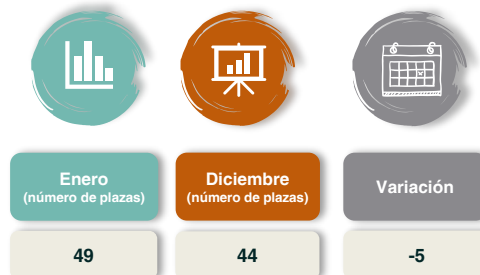 Enero
(número de plazas)
Diciembre
(número de plazas)
Variación
49
44
-5